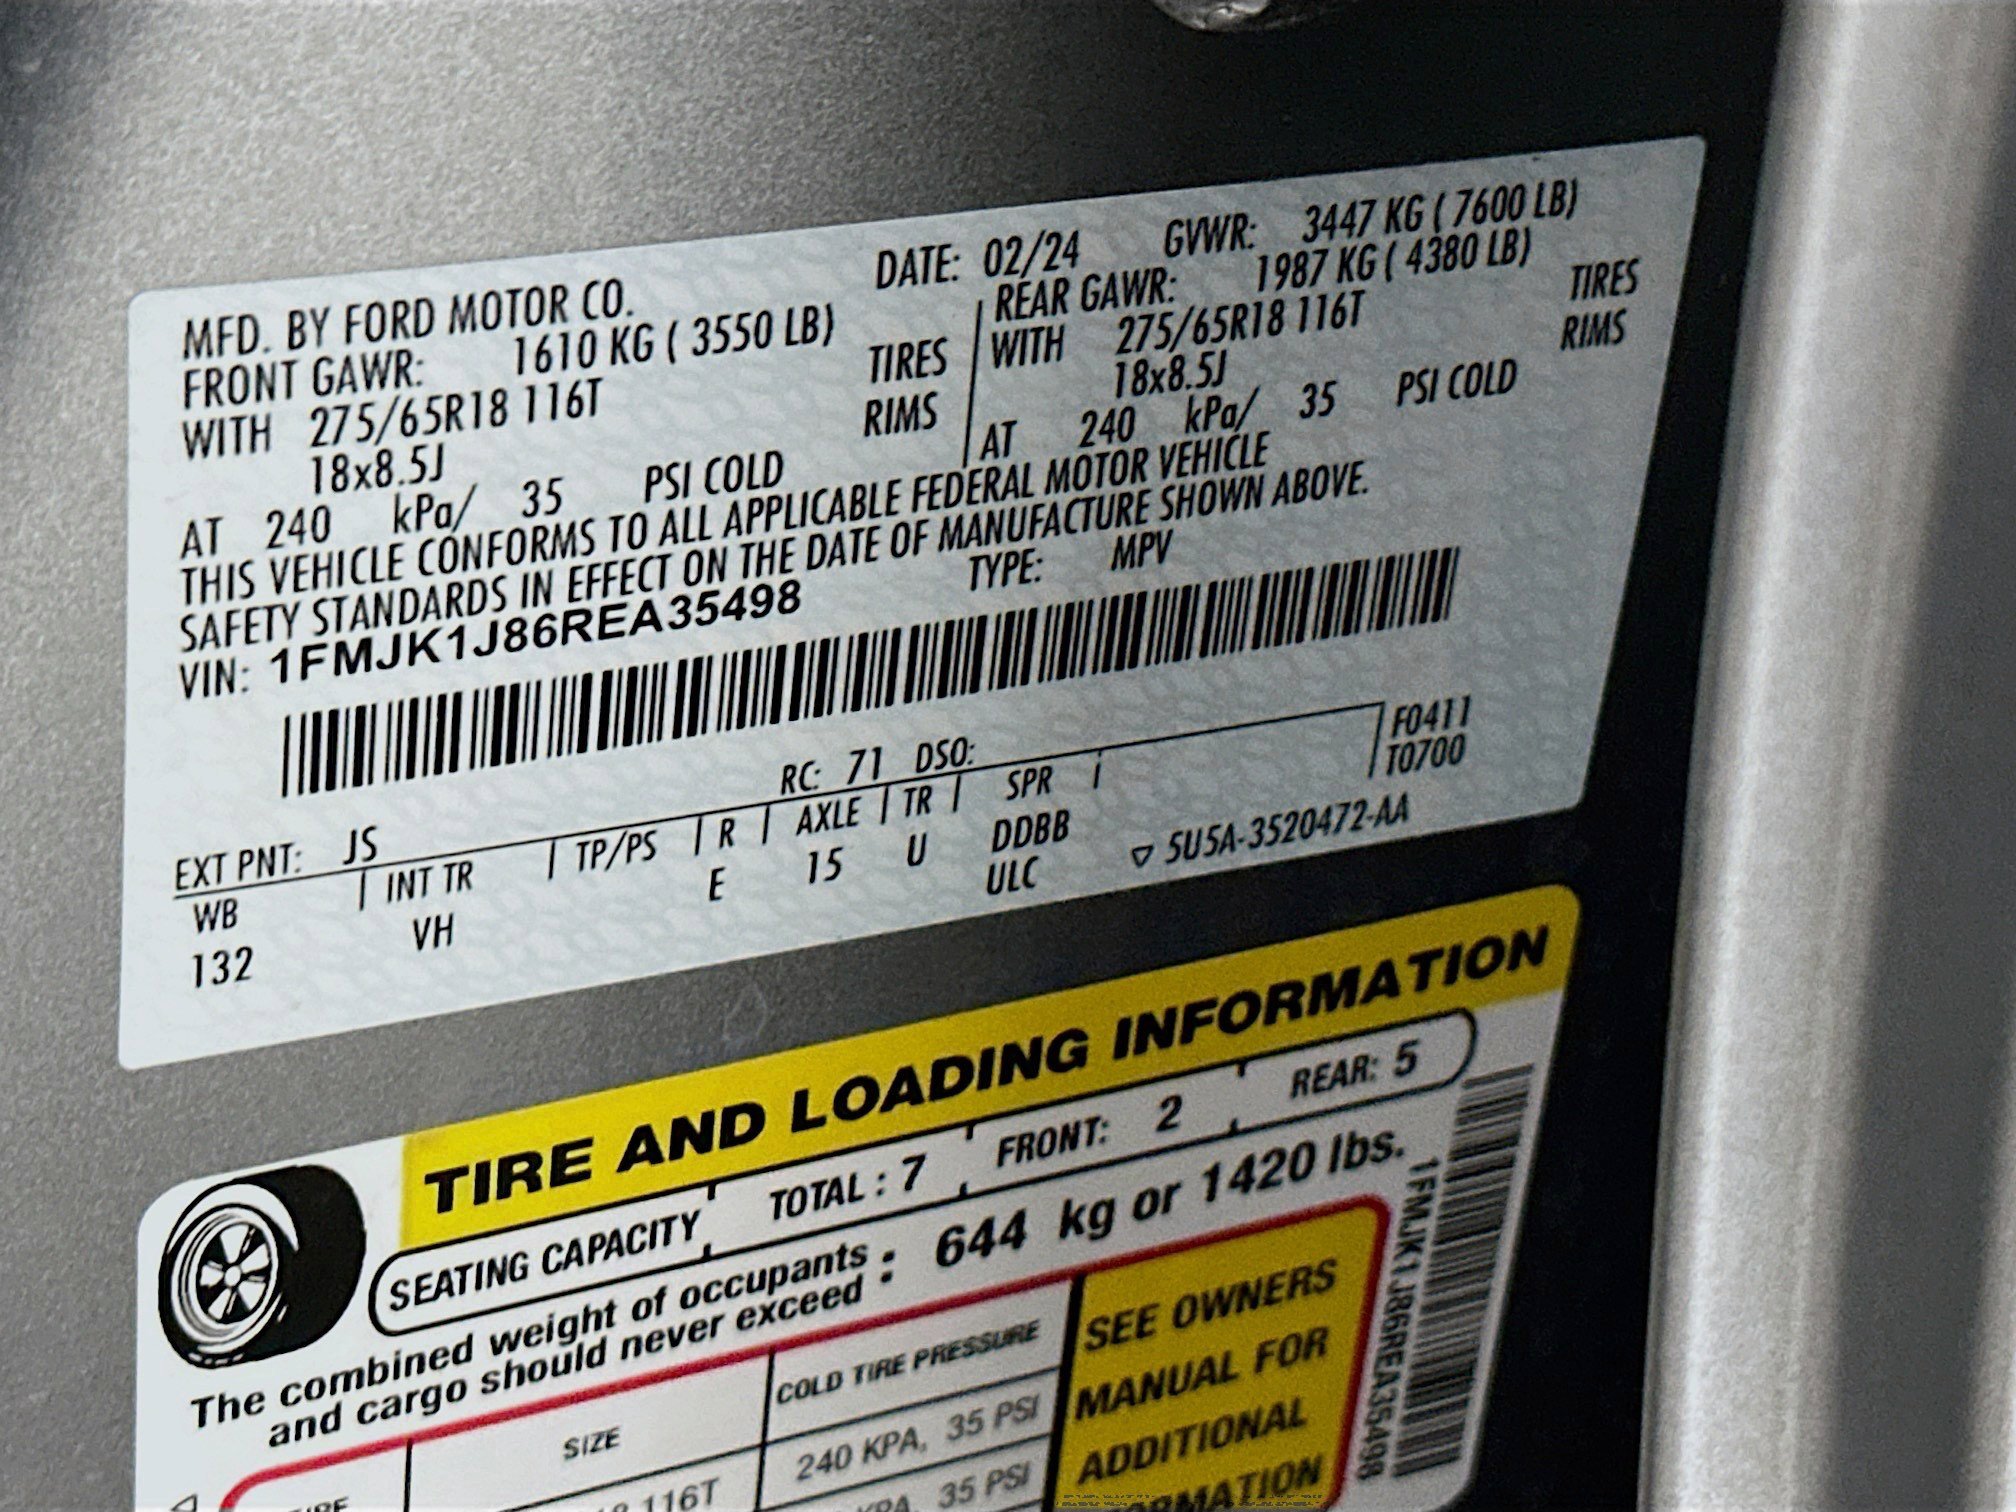 MFD. BY FORD MOTOR CO. DATE: 02/24 GVWR: 3447 KG ( 7600 LB)
FRONT GAWR: 1610 KG ( 3550 LB) REAR GAWR: 1987 KG ( 4380 LB)
WITH 275/65R18 116T TIRES WITH 275/65R18 116T TIRES
18x8.5J RIMS 18x8.5J RIMS
AT 240 kPa/ 35 PSI COLD AT 240 kPa/ 35 PSI COLD
THIS VEHICLE CONFORMS TO ALL APPLICABLE FEDERAL MOTOR VEHICLE
SAFETY STANDARDS IN EFFECT ON THE DATE OF MANUFACTURE SHOWN ABOVE.
VIN: 1FMJK1J86REA35498 TYPE: MPV
F0411
T0700
EXT PNT: JS RC: 71 DSO:
WB INT TR TP/PS R AXLE TR SPR
132 VH E 15 U DDBB
ULC
5U5A-3520472-AA
TIRE AND LOADING INFORMATION
SEATING CAPACITY TOTAL : 7 FRONT: 2 REAR: 5
The combined weight of occupants
and cargo should never exceed : 644 kg or 1420 lbs.
SIZE COLD TIRE PRESSURE
SEE OWNERS
MANUAL FOR
ADDITIONAL
240 KPA, 35 PSI
116T 35 PSI
1FMJK1J86REA35498